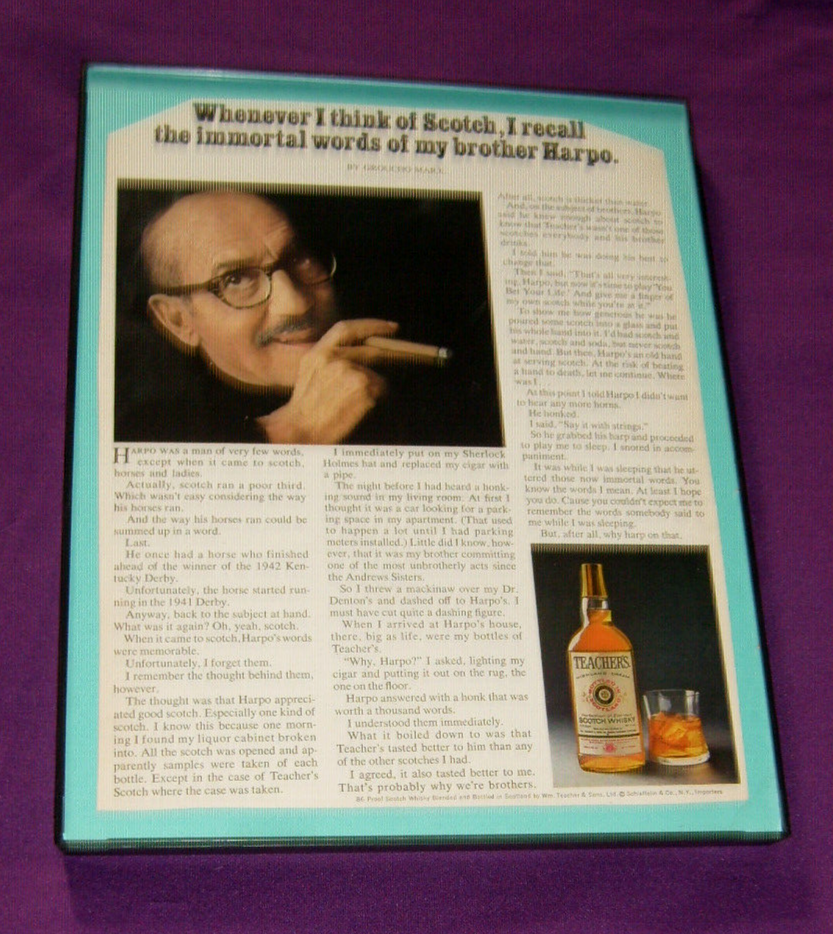 Whenever I think of Scotch, I recall
the immortal words of my brother Harpo.
BY GROUCHO MARX
HARPO WAS a man of very few words,
except when it came to scotch,
horses and ladies.
Actually, scotch ran a poor third.
Which wasn't easy considering the way
his horses ran.
And the way his horses ran could be
summed up in a word.
Last.
He once had a horse who finished
ahead of the winner of the 1942 Ken-
tucky Derby.
Unfortunately, the horse started run-
ning in the 1941 Derby.
Anyway, back to the subject at hand.
What was it again? Oh, yeah, scotch.
When it came to scotch, Harpo's words
were memorable.
Unfortunately, I forget them.
I remember the thought behind them,
however.
The thought was that Harpo appreci-
ated good scotch. Especially one kind of
scotch. I know this because one morn-
ing I found my liquor cabinet broken
into. All the scotch was opened and ap-
parently samples were taken of each
bottle. Except in the case of Teacher's
Scotch where the case was taken.
I immediately put on my Sherlock
Holmes hat and replaced my cigar with
a pipe.
The night before I had heard a honk-
ing sound in my living room. At first I
thought it was a car looking for a park-
ing space in my apartment. (That used
to happen a lot until I had parking
meters installed.) Little did I know, how-
ever, that it was my brother committing
one of the most unbrotherly acts since
the Andrews Sisters.
So I threw a mackinaw over my Dr.
Denton's and dashed off to Harpo's. I
must have cut quite a dashing figure.
When I arrived at Harpo's house,
there, big as life, were my bottles of
Teacher's.
"Why, Harpo?" I asked, lighting my
cigar and putting it out on the rug, the
one on the floor.
Harpo answered with a honk that was
worth a thousand words.
I understood them immediately.
What it boiled down to was that
Teacher's tasted better to him than any
of the other scotches I had.
I agreed, it also tasted better to me.
That's probably why we're brothers.
After all, scotch is thicker than water.
And, on the subject of brothers, Harpo
said he knew enough about scotch to
know that Teacher's wasn't one of those
scotches everybody and his brother
drinks.
I told him he was doing his best to
change that.
Then I said, "That's all very interest-
ing, Harpo, but now it's time to play 'You
Bet Your Life.' And give me a finger of
my own scotch while you're at it."
To show me how generous he was he
poured some scotch into a glass and put
his whole hand into it. I'd had scotch and
water, scotch and soda, but never scotch
and hand. But then, Harpo's an old hand
at serving scotch. At the risk of beating
a hand to death, let me continue. Where
was I.
At this point I told Harpo I didn't want
to hear any more horns.
He honked.
I said, "Say it with strings."
So he grabbed his harp and proceeded
to play me to sleep. I snored in accom-
paniment.
It was while I was sleeping that he ut-
tered those now immortal words. You
know the words I mean. At least I hope
you do. Cause you couldn't expect me to
remember the words somebody said to
me while I was sleeping.
But, after all, why harp on that.
TEACHER'S
HIGHLAND CREAM
SCOTCH WHISKY
86 Proof Scotch Whisky Blended and Bottled in Scotland by Wm. Teacher & Sons, Ltd. © Schieffelin & Co., N.Y., Importers